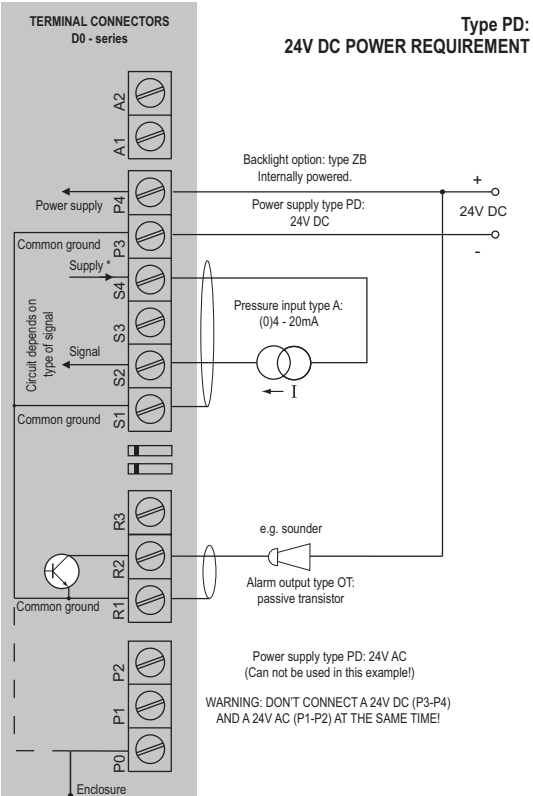 TERMINAL CONNECTORS
D0 - series
Type PD:
24V DC POWER REQUIREMENT
A2
A1
Backlight option: type ZB
Internally powered.
+
Power supply
P4
Power supply type PD:
24V DC
24V DC
Common ground
P3
-
Supply *
S4
Pressure input type A:
(0)4 - 20mA
Circuit depends on
type of signal
S3
Signal
S2
I
Common ground
S1
R3
e.g. sounder
R2
Alarm output type OT:
passive transistor
Common ground
R1
P2
Power supply type PD: 24V AC
(Can not be used in this example!)
P1
WARNING: DON'T CONNECT A 24V DC (P3-P4)
AND A 24V AC (P1-P2) AT THE SAME TIME!
P0
Enclosure